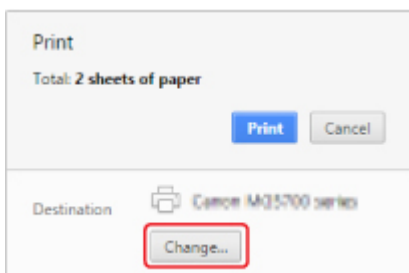 Print
Total: 2 sheets of paper
Print Cancel
Destination Canon series
Change...